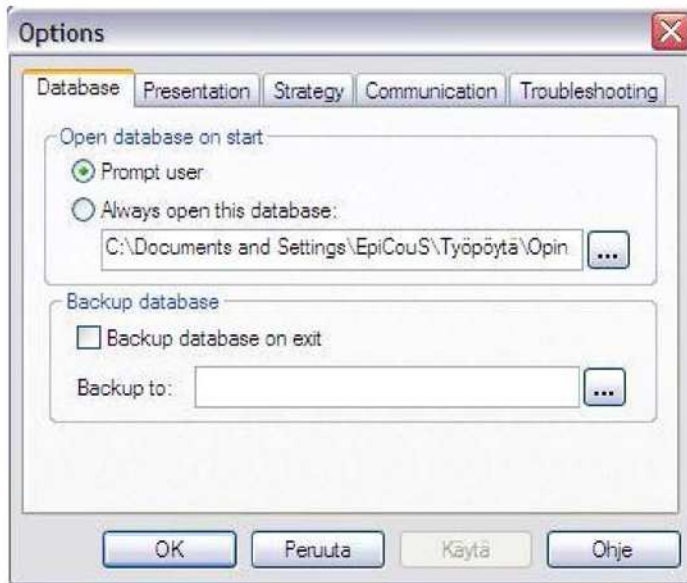 Options
Database Presentation Strategy Communication Troubleshooting
Open database on start
Prompt user
Always open this database:
C:\Documents and Settings\EpiCouS\Työpöytä\Opin
...
Backup database
Backup database on exit
Backup to:
...
OK Peruuta Käytä Ohje